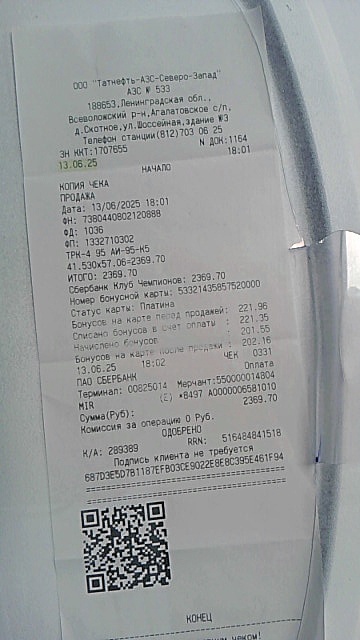 ООО "Татнефть-АЗС-Северо-Запад"
АЗС № 533
188653,Ленинградская обл.,
Всеволожский р-н,Агалатовское с/п,
д.Скотное,ул.Шоссейная,здание №3
Телефон станции(812)703 06 25
ЗН ККТ:1707655 N ДОК:1164
13.06.25 18:01
НАЧАЛО
КОПИЯ ЧЕКА
ПРОДАЖА
Дата: 13/06/2025 18:01
ФН: 7380440802120888
ФД: 1036
ФП: 1332710302
ТРК-4 95 АИ-95-К5
41.530x57.06=2369.70
ИТОГО: 2369.70
Сбербанк Клуб Чемпионов: 2369.70
Номер бонусной карты: 53321435857520000
Статус карты: Платина
Бонусов на карте перед продажей: 221.96
Списано бонусов в счет оплаты : 221.35
Начислено бонусов : 201.55
Бонусов на карте после продажи : 202.16
13.06.25 18:02 ЧЕК 0331
ПАО СБЕРБАНК Оплата
Терминал: 00825014 Мерчант:550000014804
MIR (E) *8497 A0000006581010
Сумма(Руб): 2369.70
Комиссия за операцию 0 Руб.
ОДОБРЕНО
К/А: 289389 RRN: 516484841518
Подпись клиента не требуется
687D3E5D7B1187EFB03CE9022E8E8C395E461F94
КОНЕЦ
чеком!